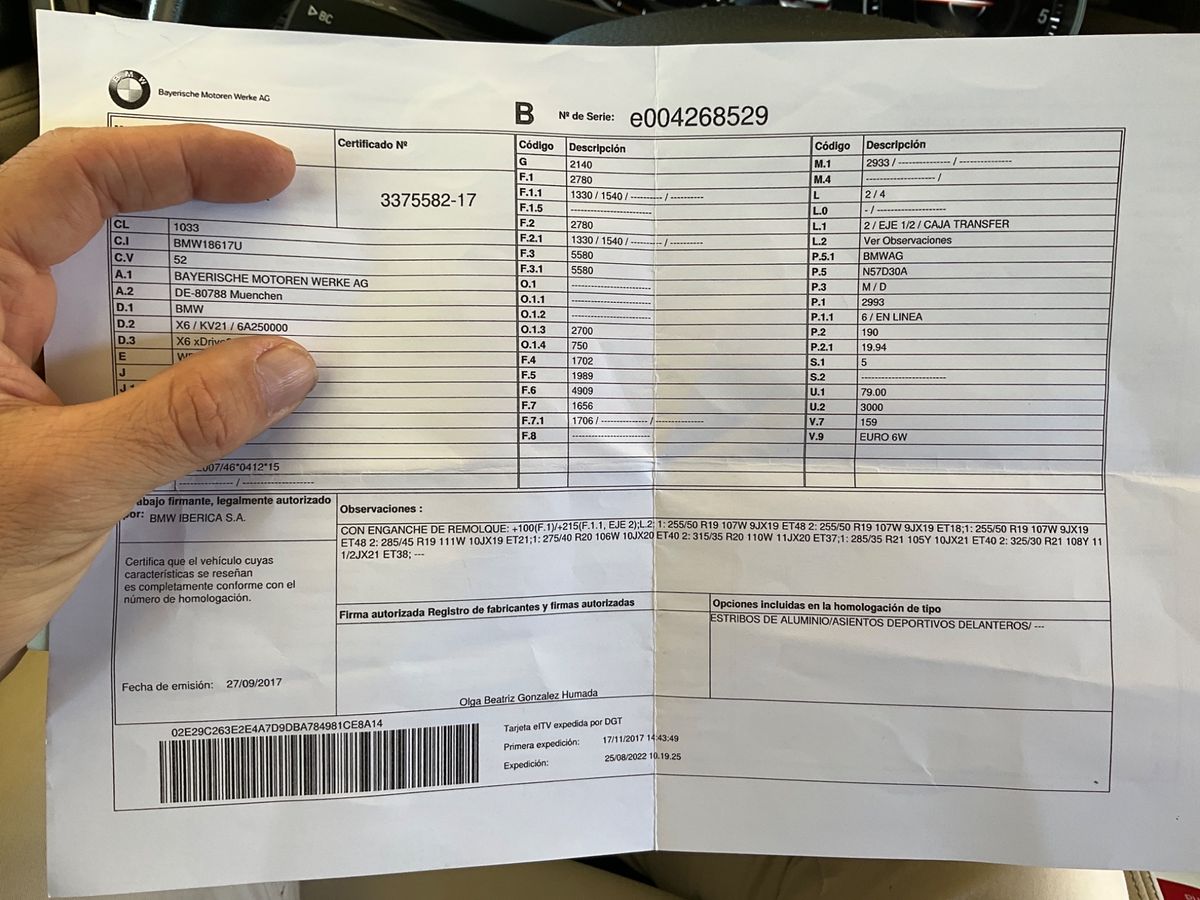 BC
5
BMW
Bayerische Motoren Werke AG
B Nº de Serie: e004268529
Certificado Nº
3375582-17
CL 1033
C.I BMW18617U
C.V 52
A.1 BAYERISCHE MOTOREN WERKE AG
A.2 DE-80788 Muenchen
D.1 BMW
D.2 X6 / KV21 / 6A250000
D.3 X6
E
J
2007/46*0412*15
--------------- / --------------------
Código Descripción
G 2140
F.1 2780
F.1.1 1330 / 1540 / --------- / ----------
F.1.5 ----------------------
F.2 2780
F.2.1 1330 / 1540 / --------- / ----------
F.3 5580
F.3.1 5580
O.1 ----------------------
O.1.1 ----------------------
O.1.2 ----------------------
O.1.3 2700
O.1.4 750
F.4 1702
F.5 1989
F.6 4909
F.7 1656
F.7.1 1706 / -------------- / --------------
F.8 ----------------------
Código Descripción
M.1 2933 / --------------- / ---------------
M.4 ------------------- /
L 2 / 4
L.0 - / -------------------
L.1 2 / EJE 1/2 / CAJA TRANSFER
L.2 Ver Observaciones
P.5.1 BMWAG
P.5 N57D30A
P.3 M / D
P.1 2993
P.1.1 6 / EN LINEA
P.2 190
P.2.1 19.94
S.1 5
S.2 -----------------------
U.1 79.00
U.2 3000
V.7 159
V.9 EURO 6W
abajo firmante, legalmente autorizado
por: BMW IBERICA S.A.
Certifica que el vehículo cuyas
características se reseñan
es completamente conforme con el
número de homologación.
Fecha de emisión: 27/09/2017
Observaciones :
CON ENGANCHE DE REMOLQUE: +100(F.1)/+215(F.1.1, EJE 2);L.2: 1: 255/50 R19 107W 9JX19 ET48 2: 255/50 R19 107W 9JX19 ET18;1: 255/50 R19 107W 9JX19
ET48 2: 285/45 R19 111W 10JX19 ET21;1: 275/40 R20 106W 10JX20 ET40 2: 315/35 R20 110W 11JX20 ET37;1: 285/35 R21 105Y 10JX21 ET40 2: 325/30 R21 108Y 11
1/2JX21 ET38; ---
Firma autorizada Registro de fabricantes y firmas autorizadas
Olga Beatriz Gonzalez Humada
Opciones incluidas en la homologación de tipo
ESTRIBOS DE ALUMINIO/ASIENTOS DEPORTIVOS DELANTEROS/ ---
02E29C263E2E4A7D9DBA784981CE8A14
Tarjeta eITV expedida por DGT
Primera expedición: 17/11/2017 14:43:49
Expedición: 25/08/2022 10.19.25